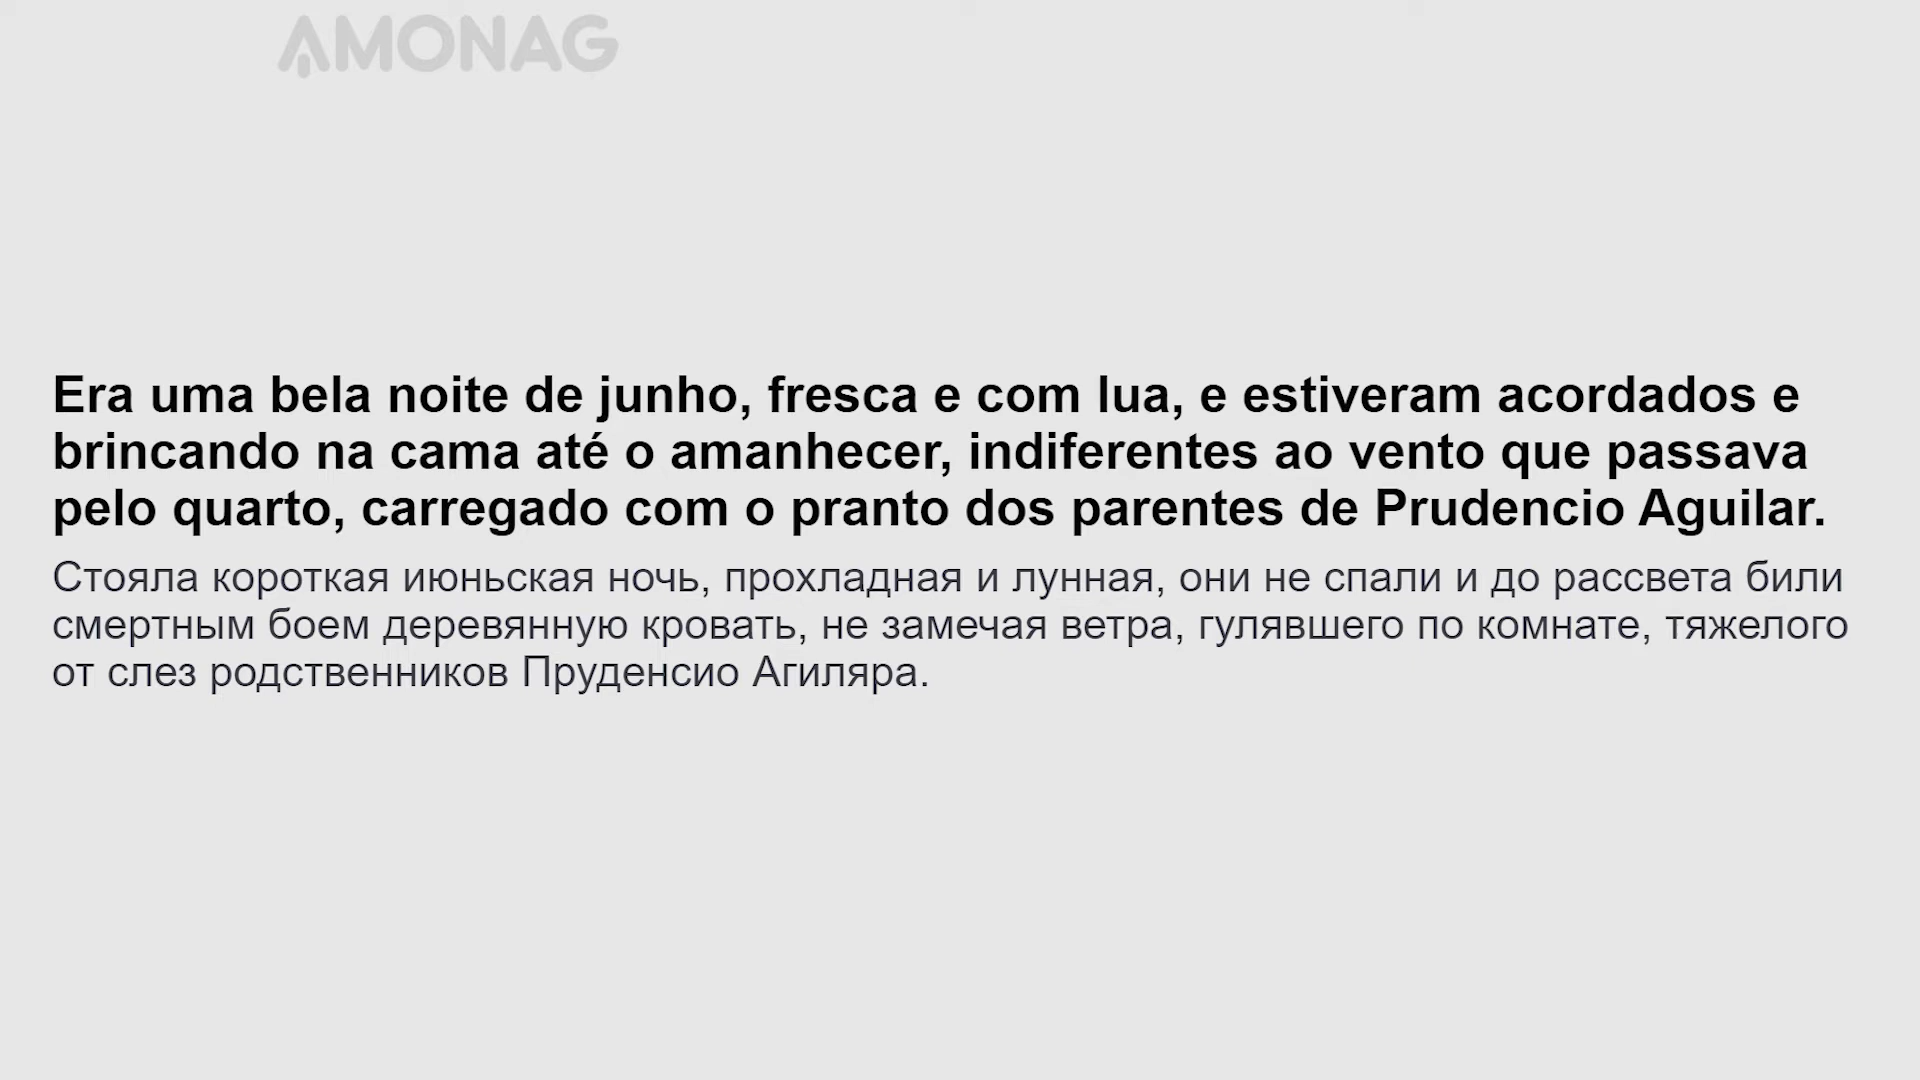 AMONAG
Era uma bela noite de junho, fresca e com lua, e estiveram acordados e
brincando na cama até o amanhecer, indiferentes ao vento que passava
pelo quarto, carregado com o pranto dos parentes de Prudencio Aguilar.
Стояла короткая июньская ночь, прохладная и лунная, они не спали и до рассвета били
смертным боем деревянную кровать, не замечая ветра, гулявшего по комнате, тяжелого
от слез родственников Пруденсио Агиляра.